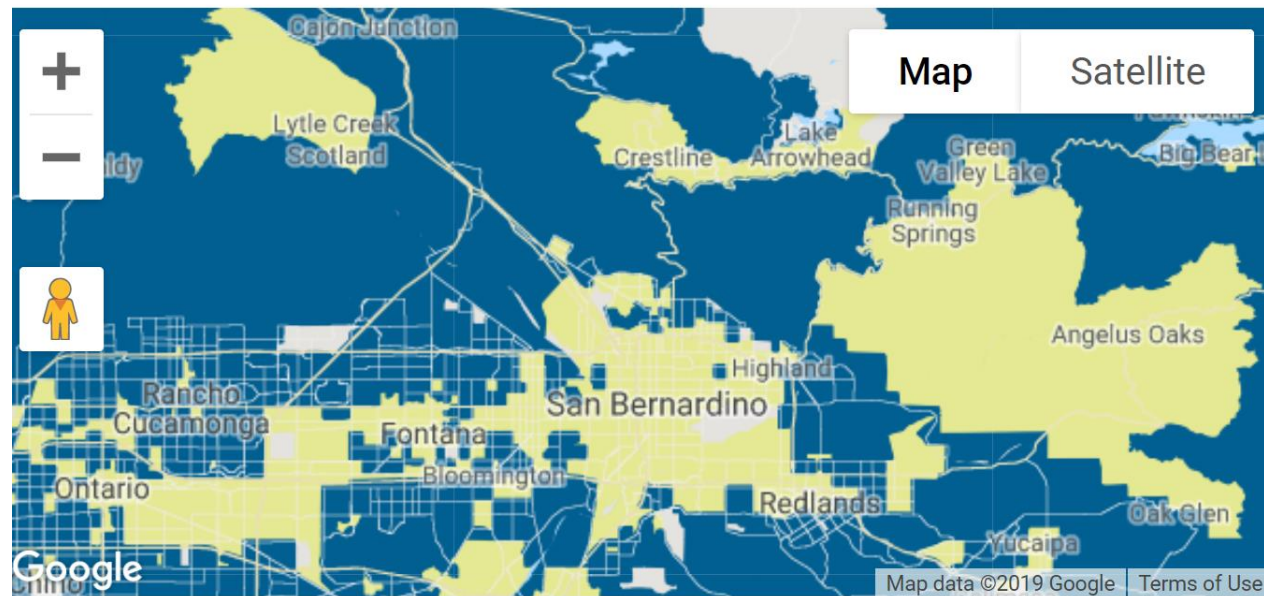 Cajon Junction
+
Map
Satellite
Lytle Creek
Scotland
Lake
Arrowhead
Crestline
Green
Valley Lake
Big Bear
ldy
−
Running
Springs
Angelus Oaks
Highland
Rancho
Cucamonga
San Bernardino
Fontana
Bloomington
Ontario
Redlands
Oak Glen
Yucaipa
Google
Chino
Map data ©2019 Google
Terms of Use